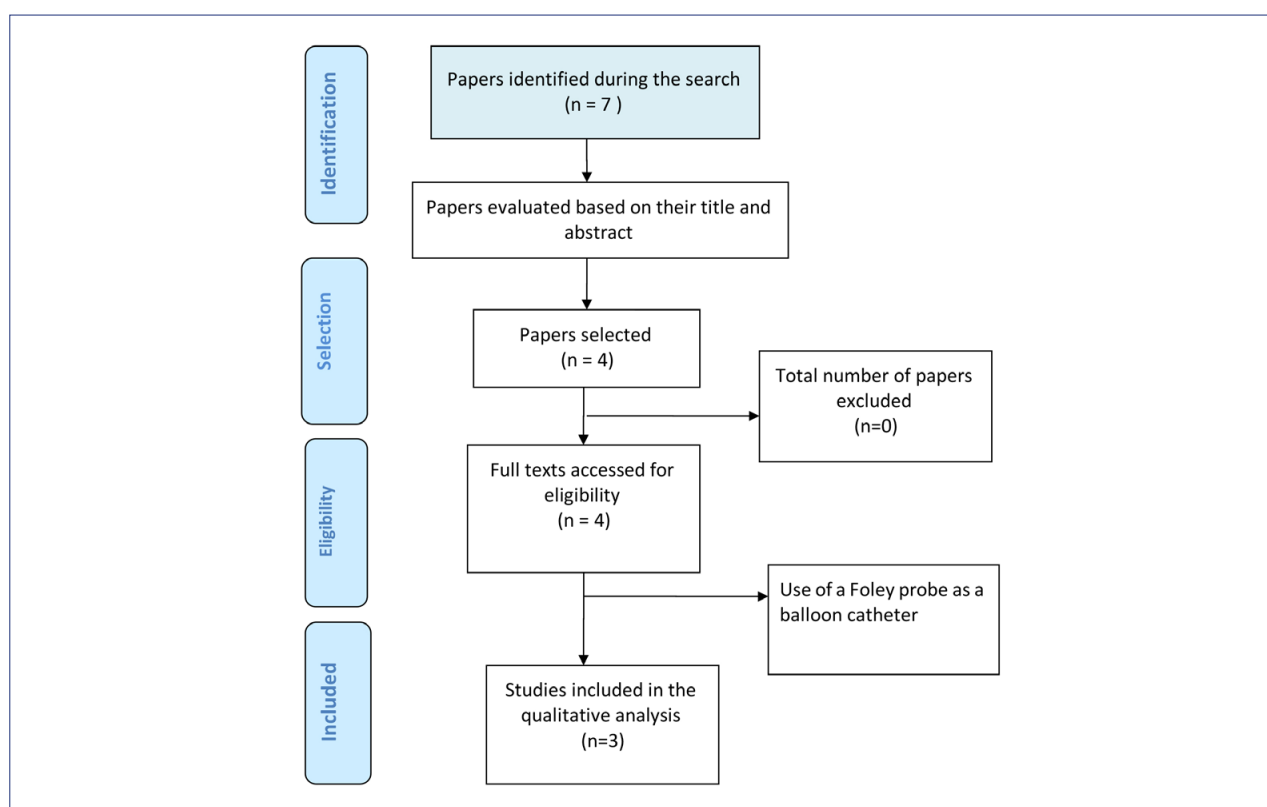 Identification
Papers identified during the search
(n = 7 )
Papers evaluated based on their title and
abstract
Selection
Papers selected
(n = 4)
Total number of papers
excluded
(n=0)
Eligibility
Full texts accessed for
eligibility
(n = 4)
Use of a Foley probe as a
balloon catheter
Included
Studies included in the
qualitative analysis
(n=3)